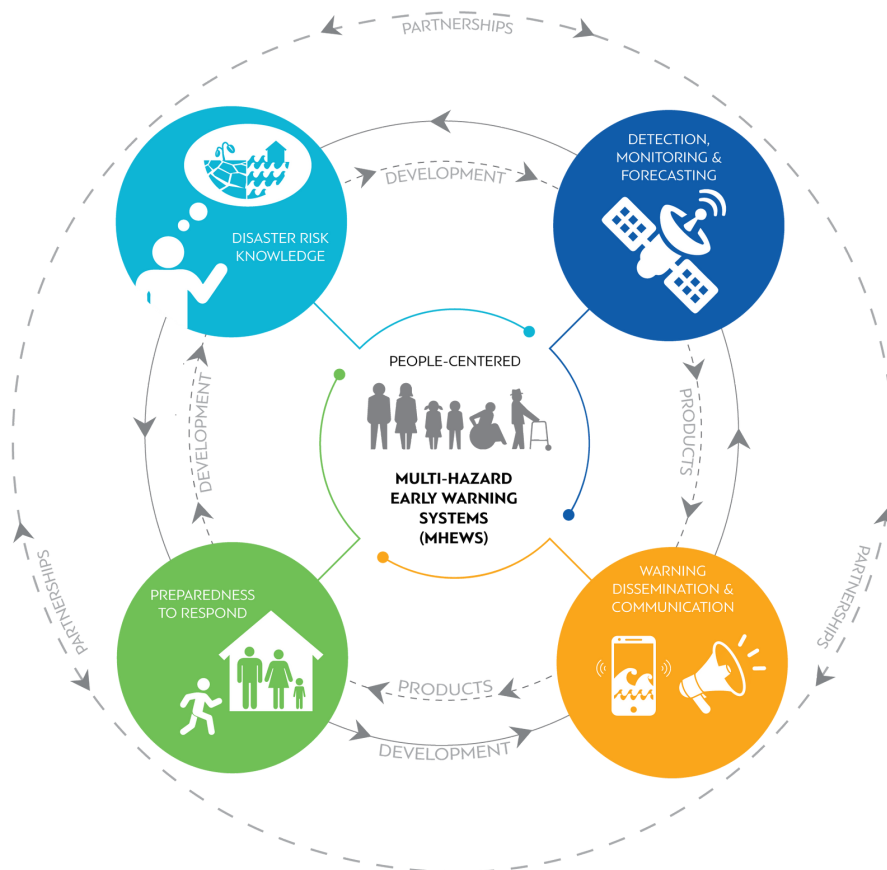 PARTNERSHIPS
DETECTION,
MONITORING &
FORECASTING
DEVELOPMENT
DISASTER RISK
KNOWLEDGE
PEOPLE-CENTERED
MULTI-HAZARD
EARLY WARNING
SYSTEMS
(MHEWS)
DEVELOPMENT
PRODUCTS
PARTNERSHIPS
PARTNERSHIPS
PREPAREDNESS
TO RESPOND
WARNING
DISSEMINATION &
COMMUNICATION
PRODUCTS
DEVELOPMENT